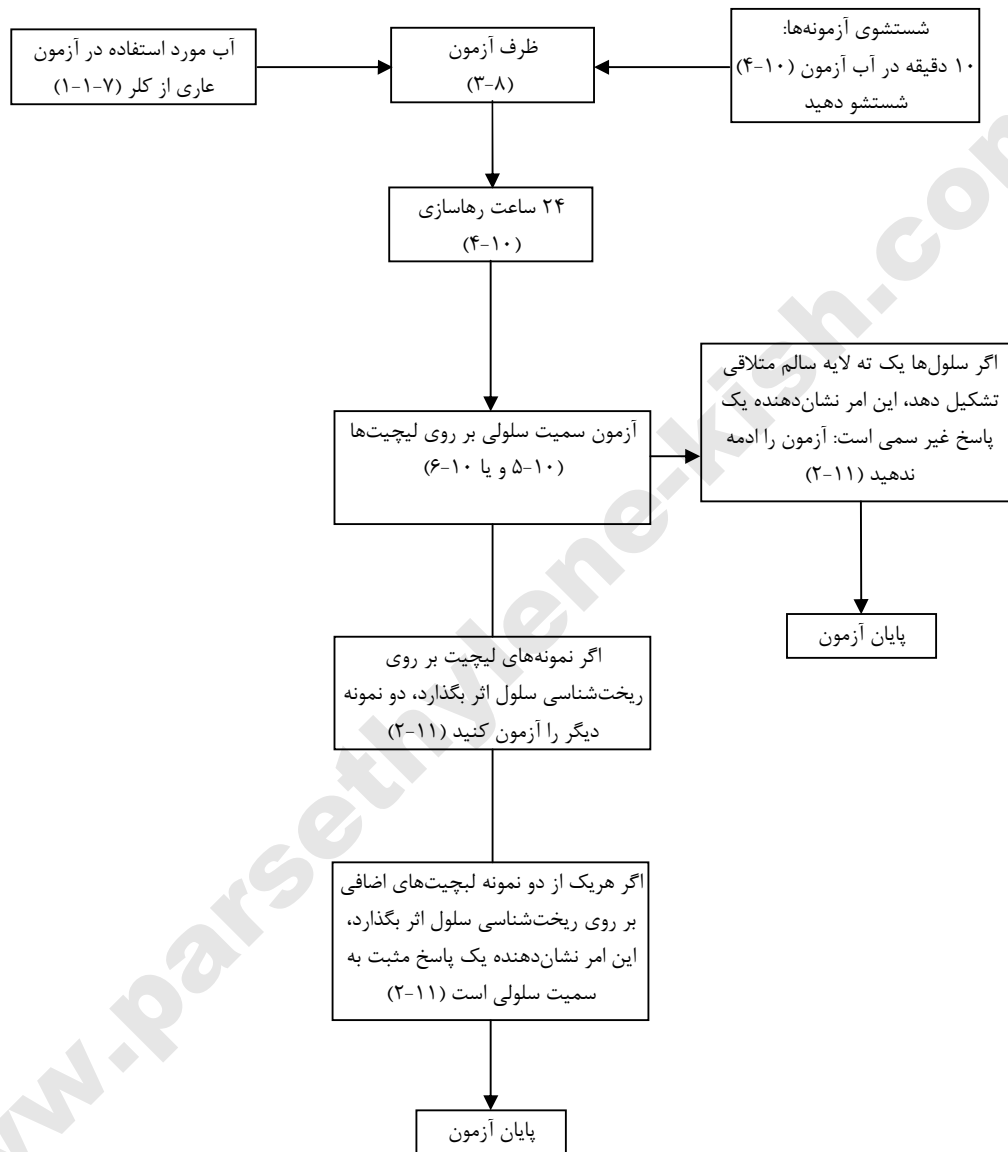 آب مورد استفاده در آزمون
عاری از کلر (۷-۱-۱)
ظرف آزمون
(۸-۳)
شستشوی آزمونه‌ها:
۱۰ دقیقه در آب آزمون (۱۰-۴)
شستشو دهید
۲۴ ساعت رهاسازی
(۱۰-۴)
آزمون سمیت سلولی بر روی لیچیت‌ها
(۱۰-۵ و یا ۱۰-۶)
اگر سلول‌ها یک ته لایه سالم متلاقی
تشکیل دهد، این امر نشان‌دهنده یک
پاسخ غیر سمی است: آزمون را ادمه
ندهید (۱۱-۲)
پایان آزمون
اگر نمونه‌های لیچیت بر روی
ریخت‌شناسی سلول اثر بگذارد، دو نمونه
دیگر را آزمون کنید (۱۱-۲)
اگر هریک از دو نمونه لبچیت‌های اضافی
بر روی ریخت‌شناسی سلول اثر بگذارد،
این امر نشان‌دهنده یک پاسخ مثبت به
سمیت سلولی است (۱۱-۲)
پایان آزمون
www.parsethylene-kish.com